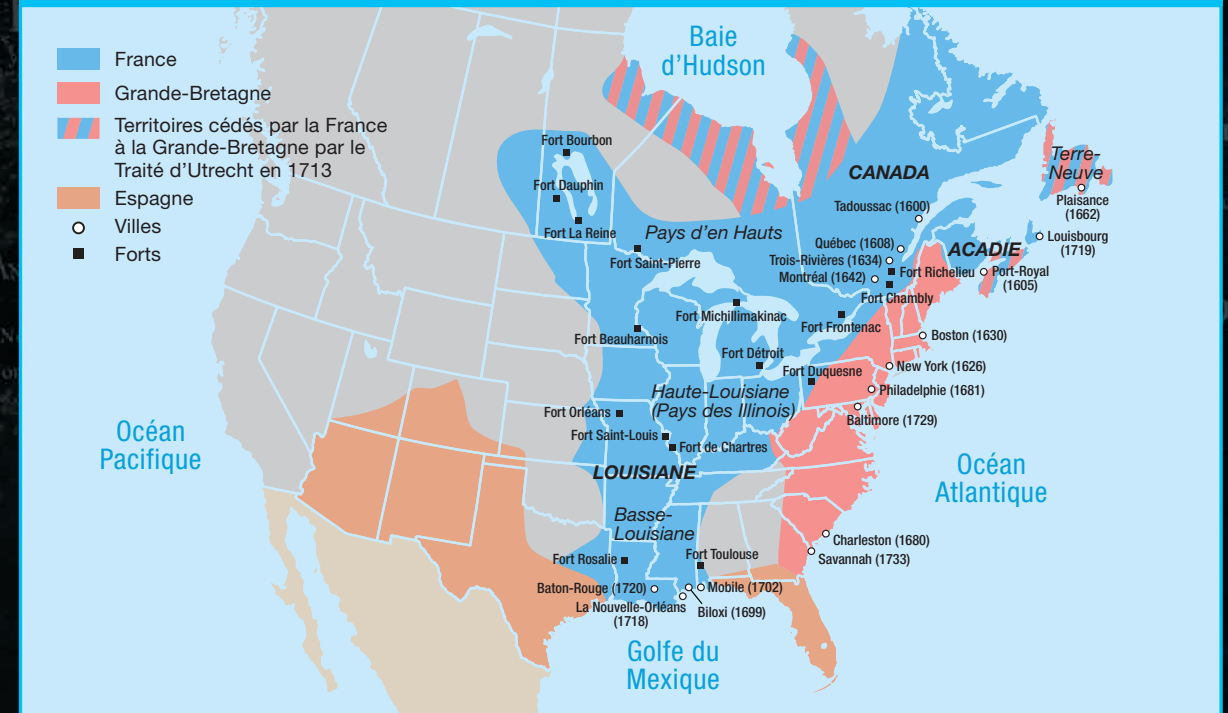 France
Grande-Bretagne
Territoires cédés par la France
à la Grande-Bretagne par le
Traité d'Utrecht en 1713
Espagne
Villes
Forts
Baie
d'Hudson
Fort Bourbon
Fort Dauphin
Fort La Reine
Pays d'en Hauts
Fort Saint-Pierre
CANADA
Terre-
Neuve
Plaisance
(1662)
Tadoussac (1600)
Louisbourg
(1719)
Québec (1608)
ACADIE
Trois-Rivières (1634)
Fort Richelieu
Port-Royal
(1605)
Montréal (1642)
Fort Chambly
Fort Michillimakinac
Fort Frontenac
Fort Beauharnois
Boston (1630)
Fort Détroit
New York (1626)
Fort Duquesne
Philadelphie (1681)
Haute-Louisiane
(Pays des Illinois)
Baltimore (1729)
Fort Orléans
Fort Saint-Louis
Fort de Chartres
Océan
Pacifique
LOUISIANE
Océan
Atlantique
Basse-
Louisiane
Charleston (1680)
Savannah (1733)
Fort Rosalie
Fort Toulouse
Baton-Rouge (1720)
Mobile (1702)
La Nouvelle-Orléans
(1718)
Biloxi (1699)
Golfe du
Mexique